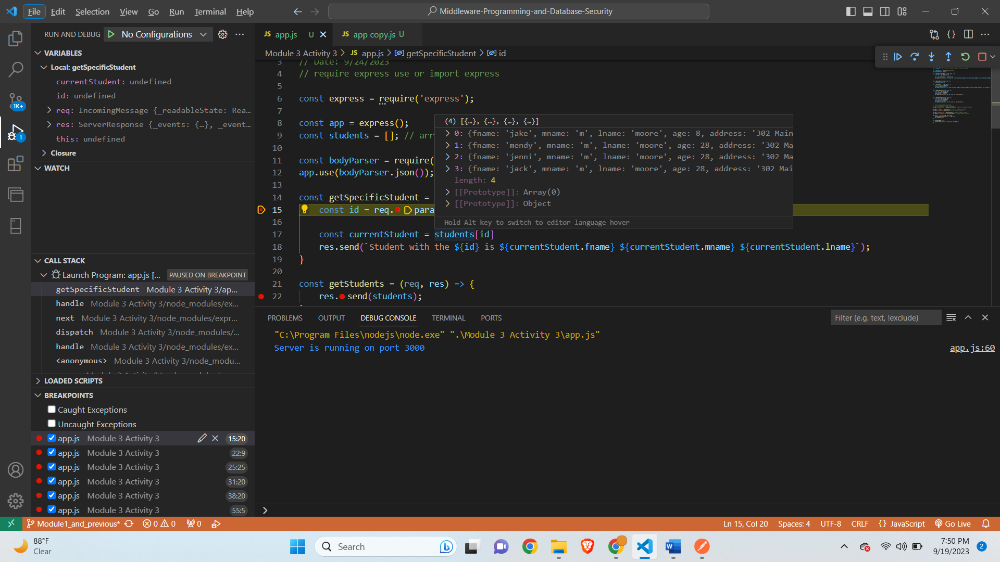 File Edit Selection View Go Run Terminal Help
Middleware-Programming-and-Database-Security
RUN AND DEBUG No Configurations
VARIABLES
Local: getSpecificStudent
currentStudent: undefined
id: undefined
req: IncomingMessage {_readableState: Rea…
res: ServerResponse {_events: {…}, _event…
this: undefined
Closure
WATCH
CALL STACK
Launch Program: app.js [... PAUSED ON BREAKPOINT
getSpecificStudent Module 3 Activity 3/ap...
handle Module 3 Activity 3/node_modules/ex...
next Module 3 Activity 3/node_modules/expr...
dispatch Module 3 Activity 3/node_modules/...
handle Module 3 Activity 3/node_modules/ex...
<anonymous> Module 3 Activity 3/node_modu...
LOADED SCRIPTS
BREAKPOINTS
Caught Exceptions
Uncaught Exceptions
app.js Module 3 Activity 3 15:20
app.js Module 3 Activity 3 22:9
app.js Module 3 Activity 3 25:25
app.js Module 3 Activity 3 31:20
app.js Module 3 Activity 3 38:20
app.js Module 3 Activity 3 55:5
1K+
1
JS app.js U JS app copy.js U
Module 3 Activity 3 > JS app.js > getSpecificStudent > id
3 // Date: 9/24/2023
4 // require express use or import express
5
6 const express = require('express');
7
8 const app = express();
9 const students = []; // arr
10
11 const bodyParser = require(
12 app.use(bodyParser.json());
13
14 const getSpecificStudent =
15 const id = req.para
16
17 const currentStudent = students[id]
18 res.send(`Student with the ${id} is ${currentStudent.fname} ${currentStudent.mname} ${currentStudent.lname}`);
19 }
20
21 const getStudents = (req, res) => {
22 res.send(students);
(4) [{…}, {…}, {…}, {…}]
0: {fname: 'jake', mname: 'm', lname: 'moore', age: 8, address: '302 Main
1: {fname: 'mendy', mname: 'm', lname: 'moore', age: 28, address: '302 Ma
2: {fname: 'jenni', mname: 'm', lname: 'moore', age: 28, address: '302 Ma
3: {fname: 'jack', mname: 'm', lname: 'moore', age: 28, address: '302 Mai
length: 4
[[Prototype]]: Array(0)
[[Prototype]]: Object
Hold Alt key to switch to editor language hover
PROBLEMS OUTPUT DEBUG CONSOLE TERMINAL PORTS Filter (e.g. text, !exclude)
"C:\Program Files\nodejs\node.exe" ".\Module 3 Activity 3\app.js"
Server is running on port 3000 app.js:60
Module1_and_previous* 0 0 0 Ln 15, Col 20 Spaces: 4 UTF-8 CRLF {} JavaScript Go Live
88°F
Clear
Search
7:50 PM
9/19/2023
2